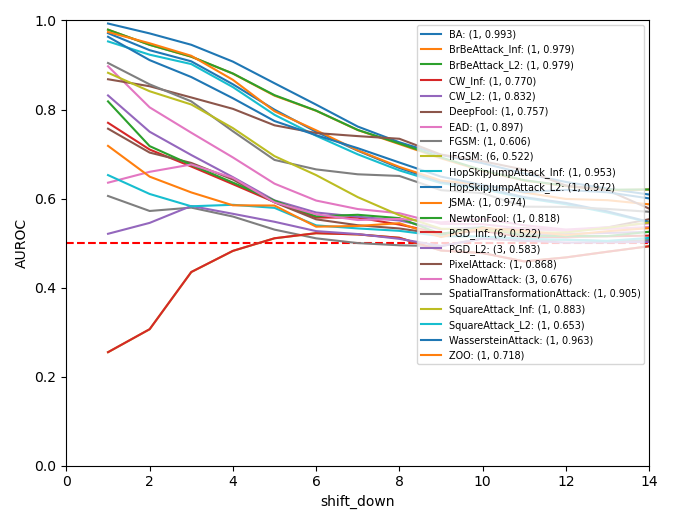 1.0
0.8
0.6
0.4
0.2
0.0
AUROC
0
2
4
6
8
10
12
14
shift_down
BA: (1, 0.993)
BrBeAttack_Inf: (1, 0.979)
BrBeAttack_L2: (1, 0.979)
CW_Inf: (1, 0.770)
CW_L2: (1, 0.832)
DeepFool: (1, 0.757)
EAD: (1, 0.897)
FGSM: (1, 0.606)
IFGSM: (6, 0.522)
HopSkipJumpAttack_Inf: (1, 0.953)
HopSkipJumpAttack_L2: (1, 0.972)
JSMA: (1, 0.974)
NewtonFool: (1, 0.818)
PGD_Inf: (6, 0.522)
PGD_L2: (3, 0.583)
PixelAttack: (1, 0.868)
ShadowAttack: (3, 0.676)
SpatialTransformationAttack: (1, 0.905)
SquareAttack_Inf: (1, 0.883)
SquareAttack_L2: (1, 0.653)
WassersteinAttack: (1, 0.963)
ZOO: (1, 0.718)